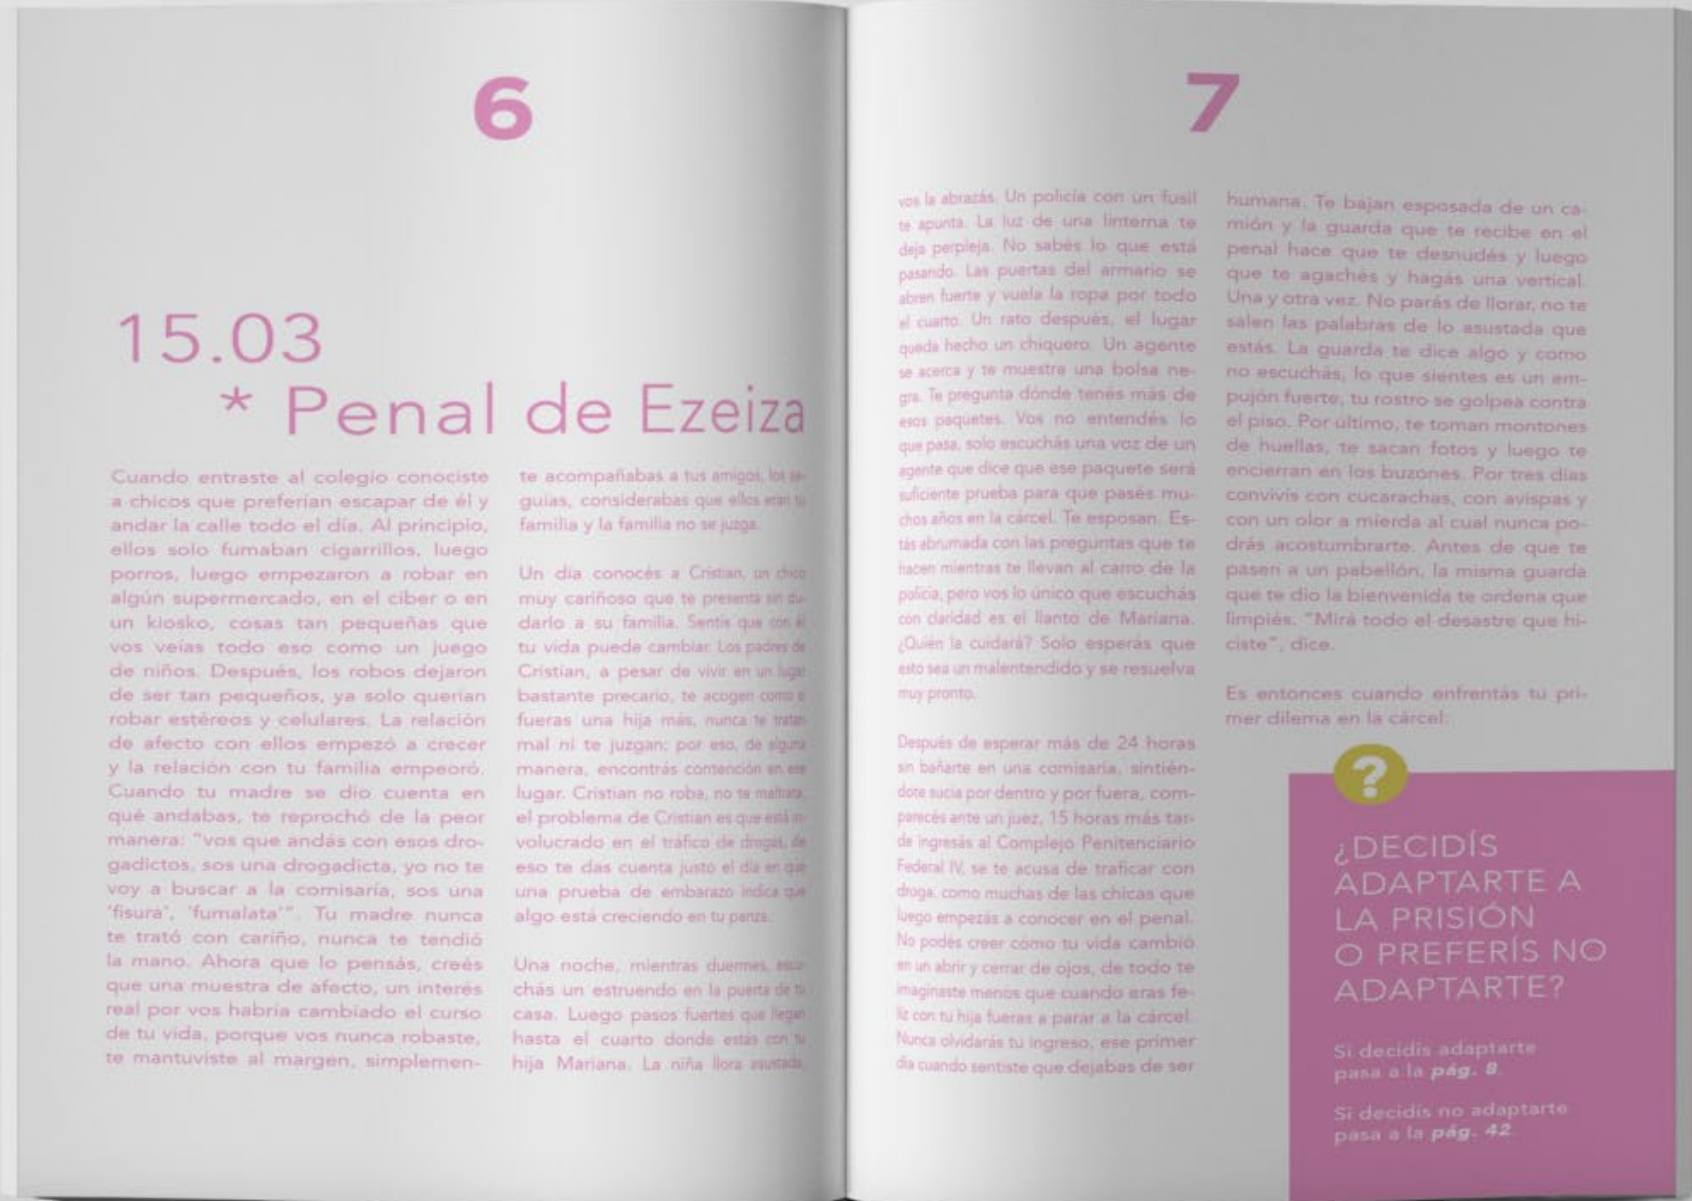 6
15.03
* Penal de Ezeiza
Cuando entraste al colegio conociste
a chicos que preferían escapar de él y
andar la calle todo el día. Al principio,
ellos solo fumaban cigarrillos, luego
porros, luego empezaron a robar en
algún supermercado, en el ciber o en
un kiosko, cosas tan pequeñas que
vos veías todo eso como un juego
de niños. Después, los robos dejaron
de ser tan pequeños, ya solo querían
robar estéreos y celulares. La relación
de afecto con ellos empezó a crecer
y la relación con tu familia empeoró.
Cuando tu madre se dio cuenta en
qué andabas, te reprochó de la peor
manera: "vos que andás con esos dro-
gadictos, sos una drogadicta, yo no te
voy a buscar a la comisaría, sos una
'fisura', 'fumalata'". Tu madre nunca
te trató con cariño, nunca te tendió
la mano. Ahora que lo pensás, creés
que una muestra de afecto, un interés
real por vos habría cambiado el curso
de tu vida, porque vos nunca robaste,
te mantuviste al margen, simplemen-
te acompañabas a tus amigos, los se-
guías, considerabas que ellos eran tu
familia y la familia no se juzga.
Un día conocés a Cristian, un chico
muy cariñoso que te presenta sin du-
darlo a su familia. Sentís que con él
tu vida puede cambiar. Los padres de
Cristian, a pesar de vivir en un lugar
bastante precario, te acogen como si
fueras una hija más, nunca te tratan
mal ni te juzgan; por eso, de alguna
manera, encontrás contención en ese
lugar. Cristian no roba, no te maltrata,
el problema de Cristian es que está in-
volucrado en el tráfico de drogas, de
eso te das cuenta justo el día en que
una prueba de embarazo indica que
algo está creciendo en tu panza.
Una noche, mientras duermes, escu-
chás un estruendo en la puerta de tu
casa. Luego pasos fuertes que llegan
hasta el cuarto donde estás con tu
hija Mariana. La niña llora asustada,
7
vos la abrazás. Un policía con un fusil
te apunta. La luz de una linterna te
deja perpleja. No sabés lo que está
pasando. Las puertas del armario se
abren fuerte y vuela la ropa por todo
el cuarto. Un rato después, el lugar
queda hecho un chiquero. Un agente
se acerca y te muestra una bolsa ne-
gra. Te pregunta dónde tenés más de
esos paquetes. Vos no entendés lo
que pasa, solo escuchás una voz de un
agente que dice que ese paquete será
suficiente prueba para que pasés mu-
chos años en la cárcel. Te esposan. Es-
tás abrumada con las preguntas que te
hacen mientras te llevan al carro de la
policía, pero vos lo único que escuchás
con claridad es el llanto de Mariana.
¿Quién la cuidará? Solo esperás que
esto sea un malentendido y se resuelva
muy pronto.
Después de esperar más de 24 horas
sin bañarte en una comisaría, sintién-
dote sucia por dentro y por fuera, com-
parecés ante un juez, 15 horas más tar-
de ingresás al Complejo Penitenciario
Federal IV, se te acusa de traficar con
droga, como muchas de las chicas que
luego empezás a conocer en el penal.
No podés creer cómo tu vida cambió
en un abrir y cerrar de ojos, de todo te
imaginaste menos que cuando eras fe-
liz con tu hija fueras a parar a la cárcel.
Nunca olvidarás tu ingreso, ese primer
día cuando sentiste que dejabas de ser
humana. Te bajan esposada de un ca-
mión y la guarda que te recibe en el
penal hace que te desnudés y luego
que te agachés y hagás una vertical.
Una y otra vez. No parás de llorar, no te
salen las palabras de lo asustada que
estás. La guarda te dice algo y como
no escuchás, lo que sientes es un em-
pujón fuerte, tu rostro se golpea contra
el piso. Por último, te toman montones
de huellas, te sacan fotos y luego te
encierran en los buzones. Por tres días
convivís con cucarachas, con avispas y
con un olor a mierda al cual nunca po-
drás acostumbrarte. Antes de que te
pasen a un pabellón, la misma guarda
que te dio la bienvenida te ordena que
limpiés. "Mirá todo el desastre que hi-
ciste", dice.
Es entonces cuando enfrentás tu pri-
mer dilema en la cárcel:
?
¿DECIDÍS
ADAPTARTE A
LA PRISIÓN
O PREFERÍS NO
ADAPTARTE?
Si decidís adaptarte
pasa a la pág. 8.
Si decidís no adaptarte
pasa a la pág. 42.